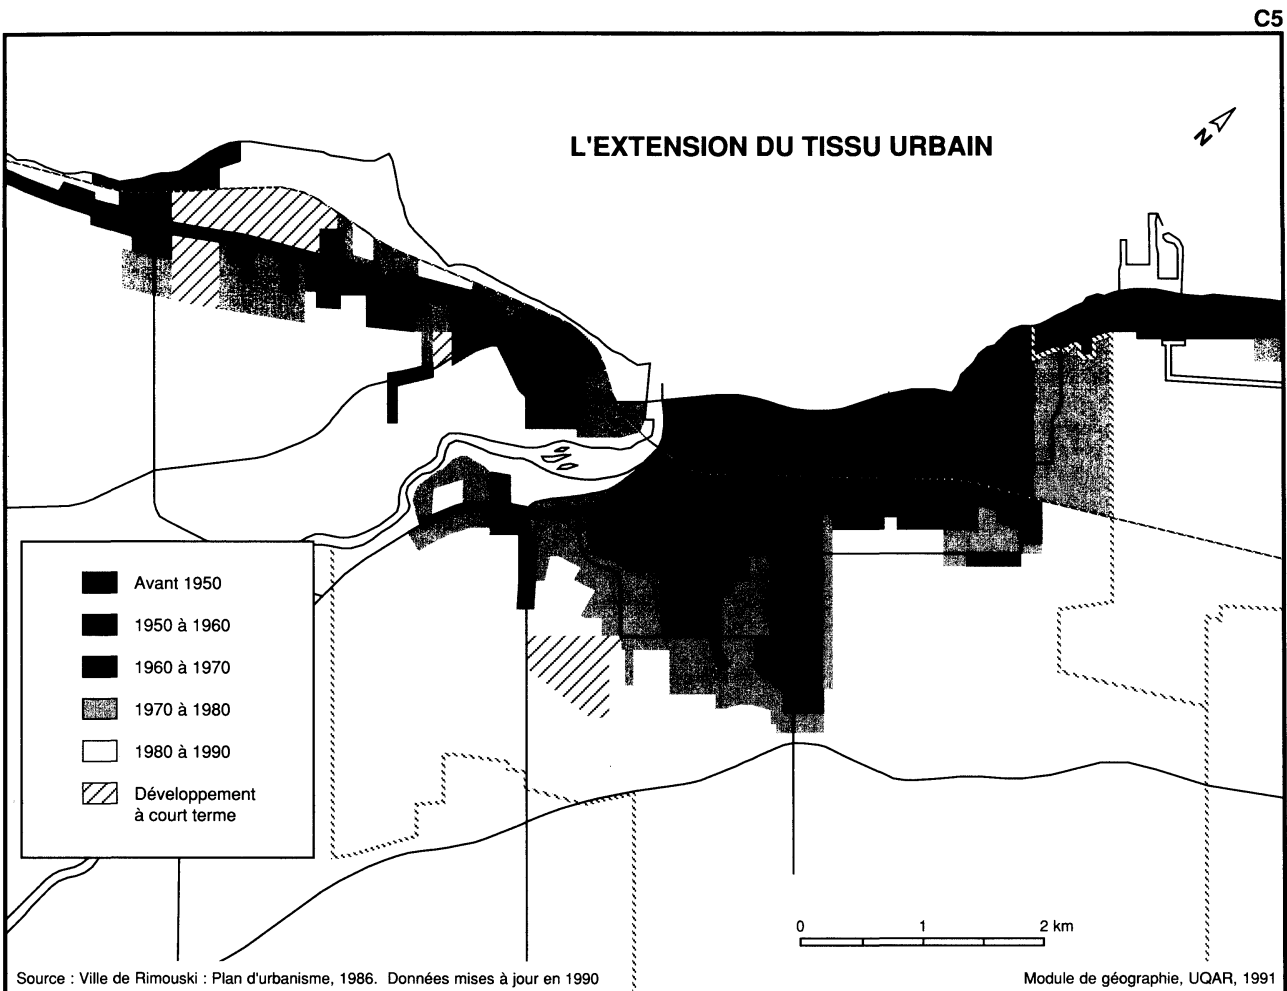 C5
L'EXTENSION DU TISSU URBAIN
N
Avant 1950
1950 à 1960
1960 à 1970
1970 à 1980
1980 à 1990
Développement
à court terme
0 1 2 km
Source : Ville de Rimouski : Plan d'urbanisme, 1986. Données mises à jour en 1990
Module de géographie, UQAR, 1991